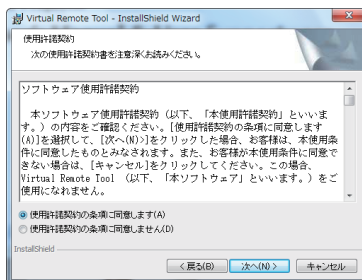 Virtual Remote Tool - InstallShield Wizard
使用許諾契約
次の使用許諾契約書を注意深くお読みください。
ソフトウェア使用許諾契約
本ソフトウェア使用許諾契約（以下、「本使用許諾契約」といいま
す。）の内容をご確認ください。[使用許諾契約の条項に同意します
(A)]を選択して、[次へ(N)>]をクリックした場合、お客様は、本使用条
件に同意したものとみなされます。また、お客様が本使用条件に同意で
きない場合は、[キャンセル]をクリックしてください。この場合、
Virtual Remote Tool （以下、「本ソフトウェア」といいます。）をご
使用になれません。
使用許諾契約の条項に同意します(A)
使用許諾契約の条項に同意しません(D)
InstallShield
< 戻る(B) 次へ(N) > キャンセル